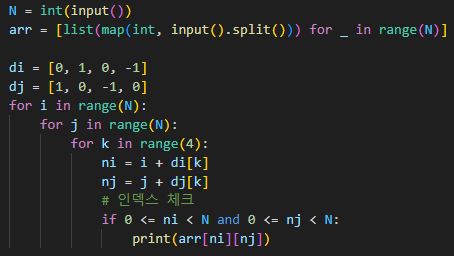 N = int(input())
arr = [list(map(int, input().split())) for _ in range(N)]

di = [0, 1, 0, -1]
dj = [1, 0, -1, 0]
for i in range(N):
    for j in range(N):
        for k in range(4):
            ni = i + di[k]
            nj = j + dj[k]
            # 인덱스 체크
            if 0 <= ni < N and 0 <= nj < N:
                print(arr[ni][nj])